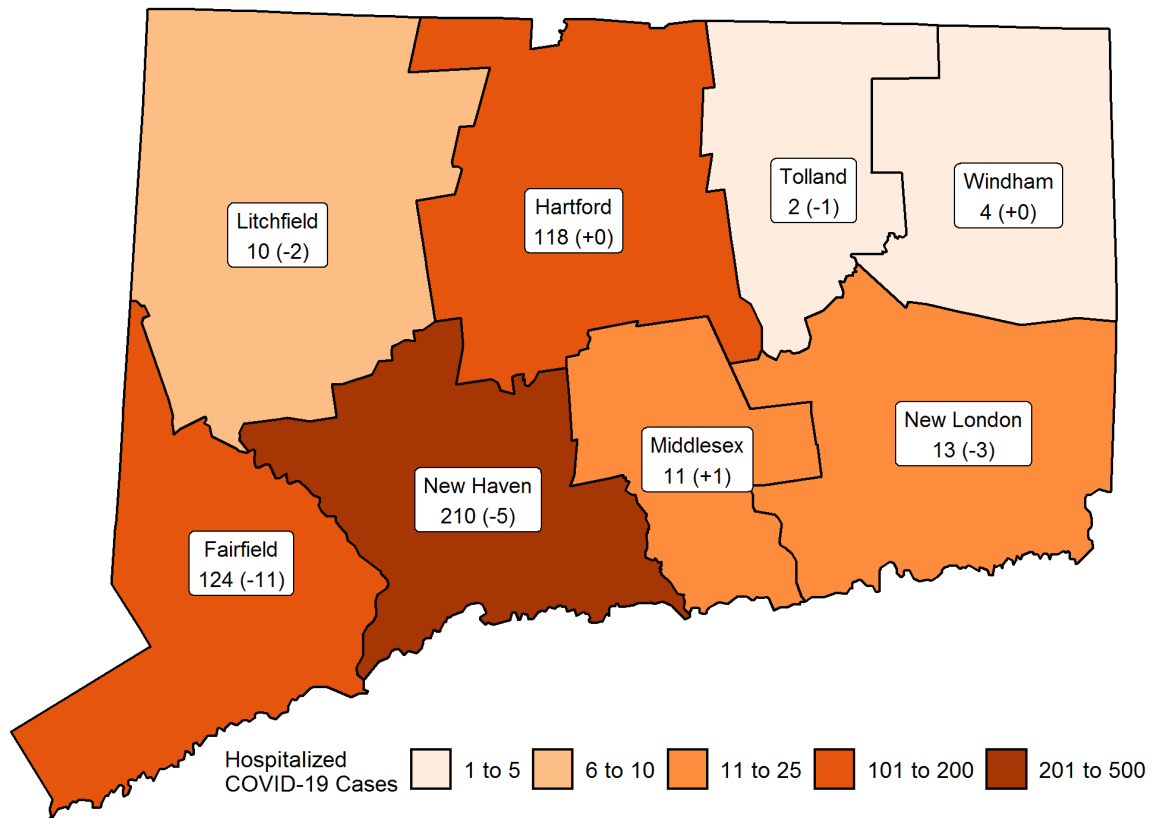 Tolland
2 (-1)
Windham
4 (+0)
Hartford
118 (+0)
Litchfield
10 (-2)
New London
13 (-3)
Middlesex
11 (+1)
New Haven
210 (-5)
Fairfield
124 (-11)
Hospitalized
COVID-19 Cases
1 to 5
6 to 10
11 to 25
101 to 200
201 to 500